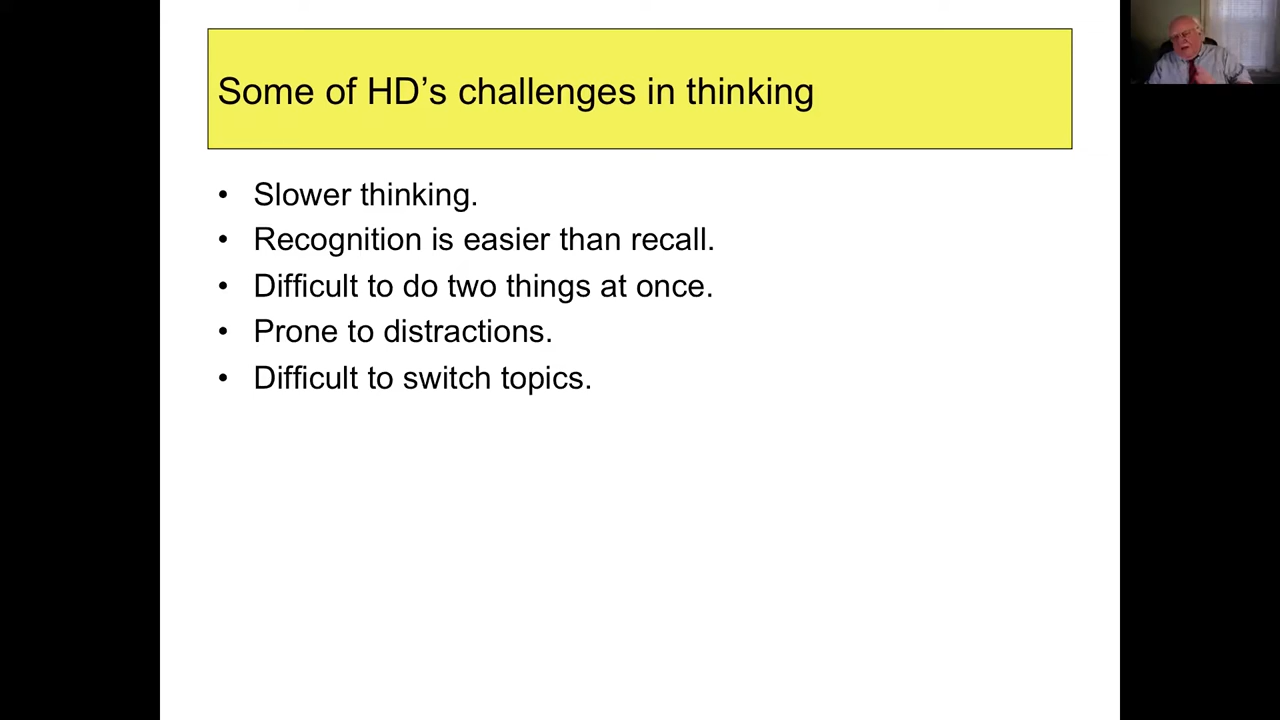 Some of HD’s challenges in thinking
• Slower thinking.
• Recognition is easier than recall.
• Difficult to do two things at once.
• Prone to distractions.
• Difficult to switch topics.